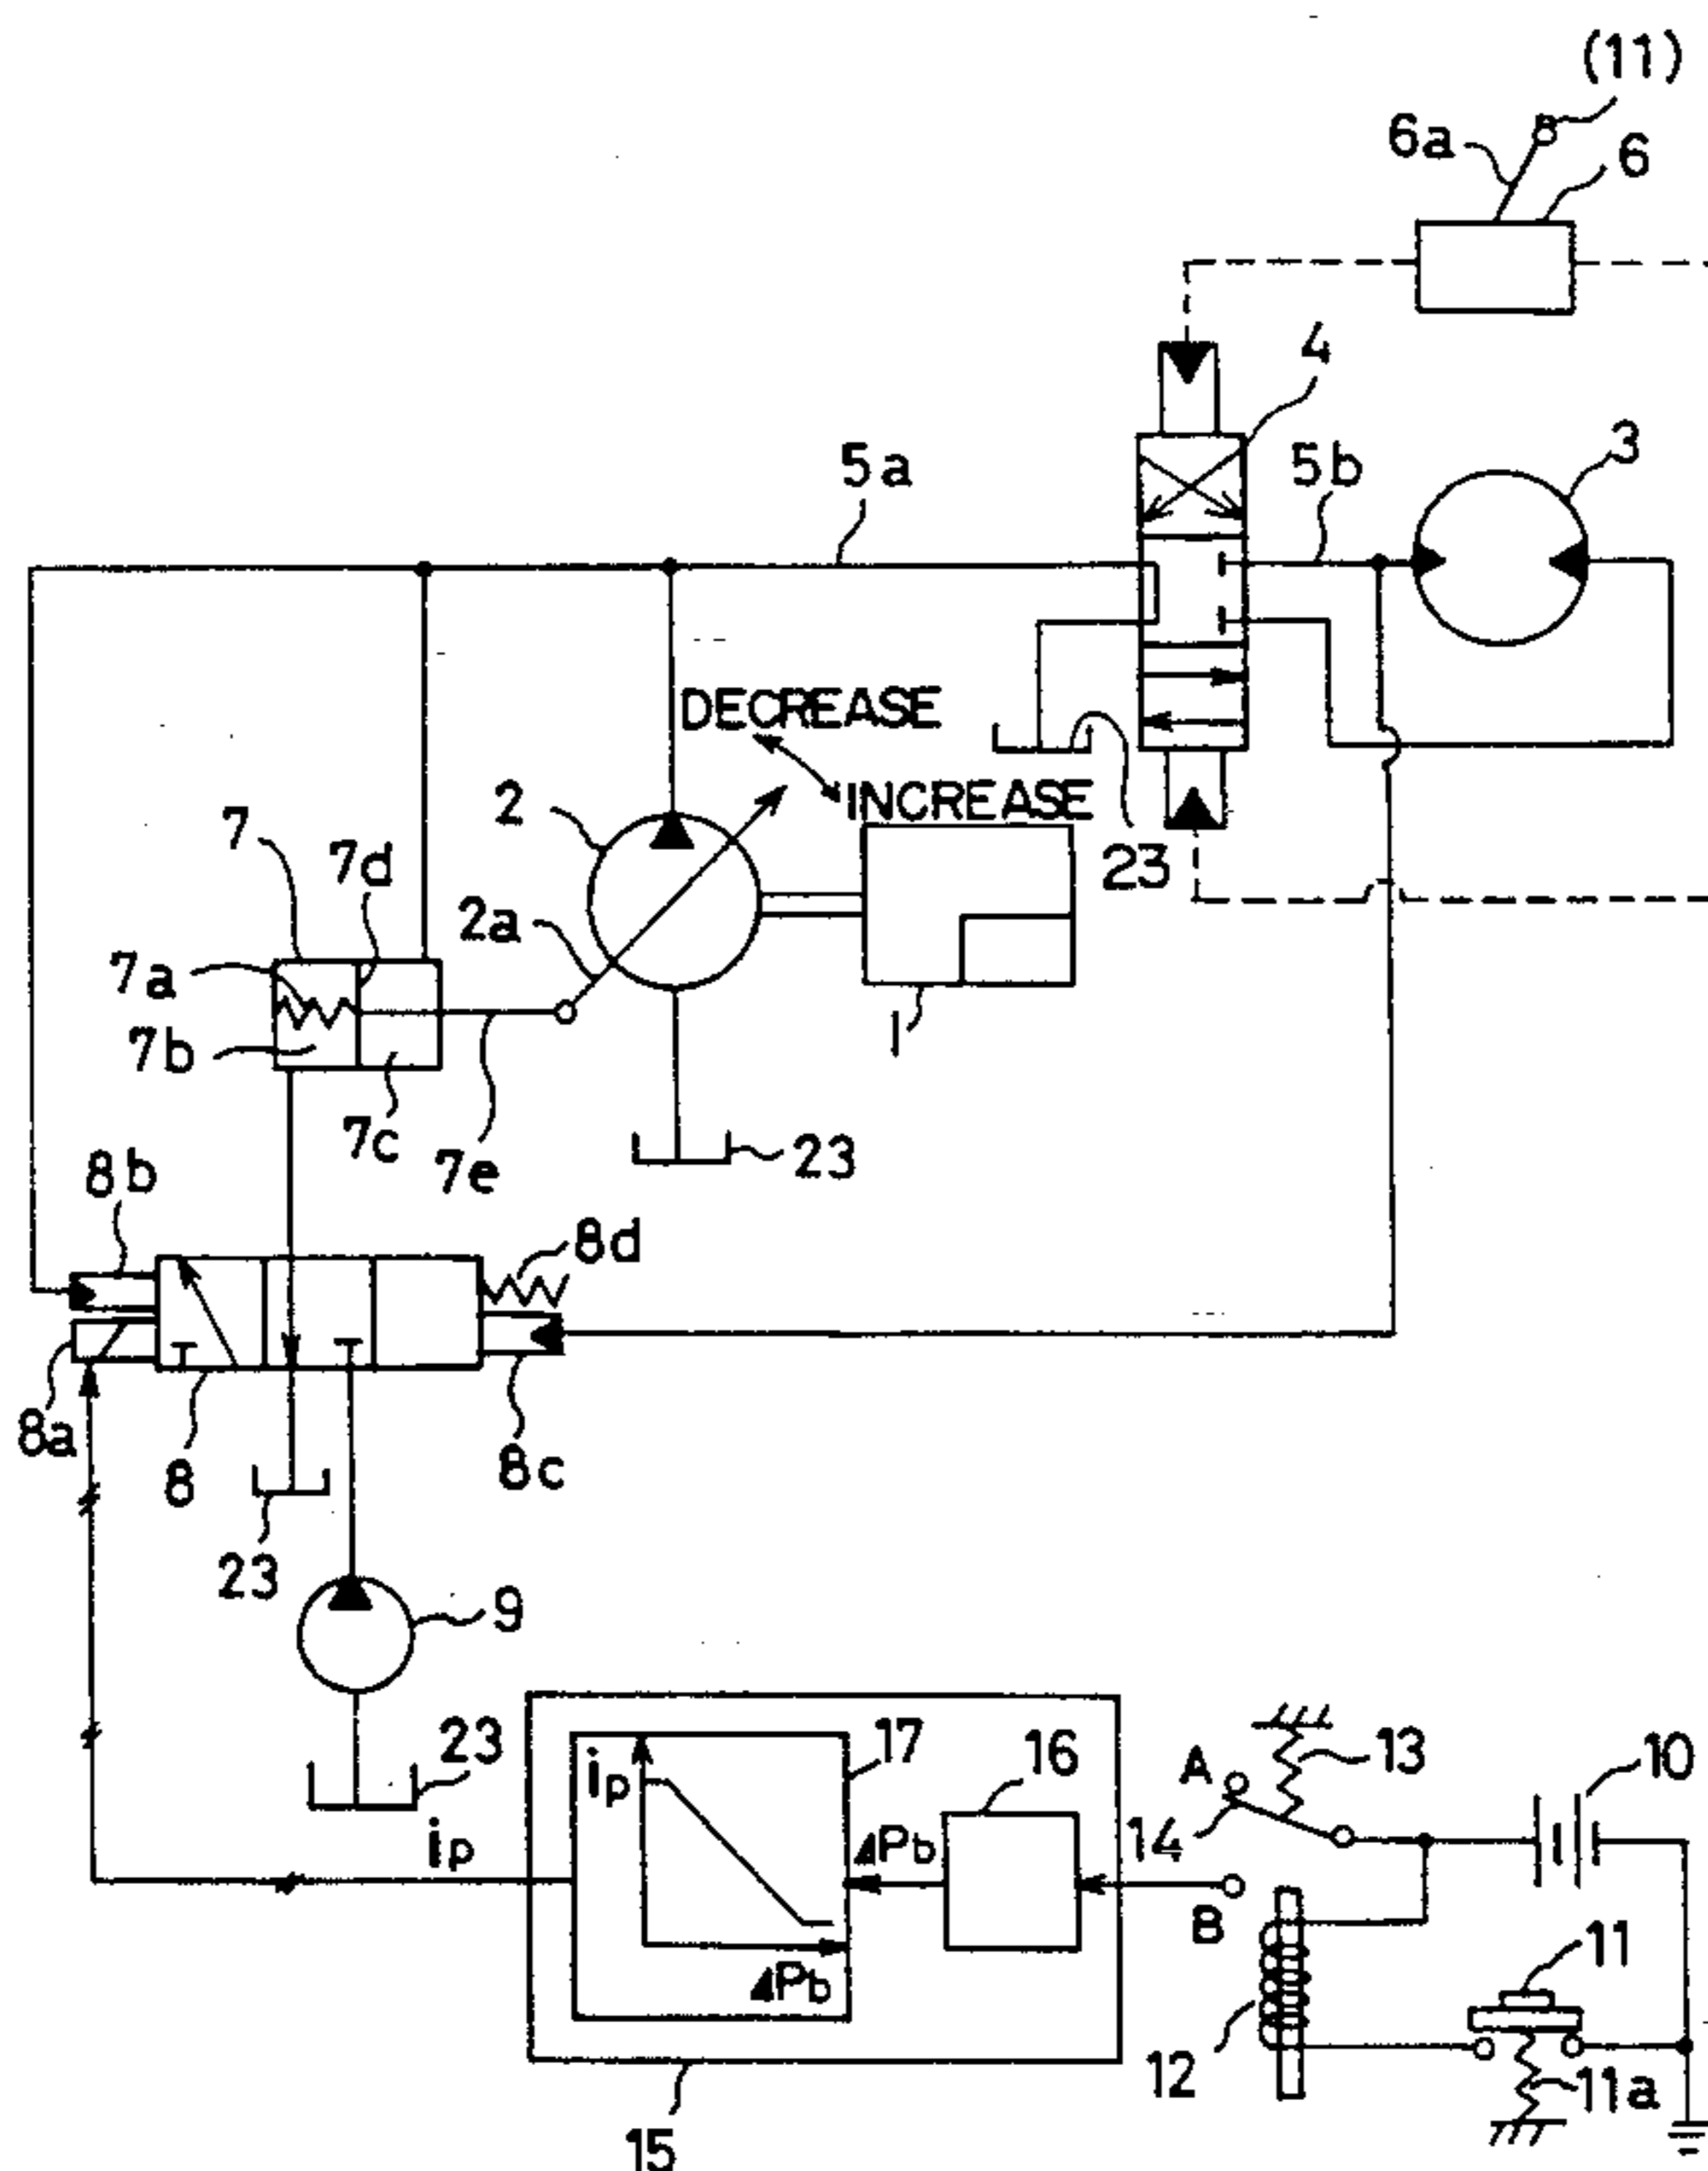 (11)
6a
6
4
3
5a
5b
DECREASE
INCREASE
2
7
7d
23
2a
7a
7b
1
7c
7e
23
8b
8d
8a
8
8c
23
9
23
17
16
13
10
A
ip
14
ip
ΔPb
B
11
ΔPb
12
11a
15